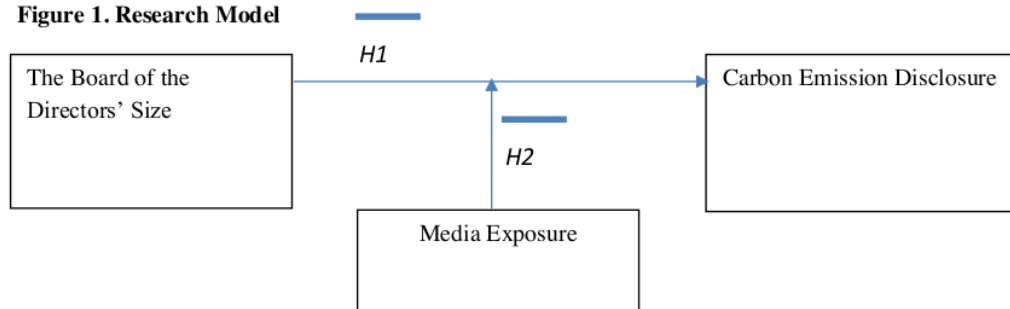 Figure 1. Research Model
H1
The Board of the
Directors’ Size
Carbon Emission Disclosure
H2
Media Exposure